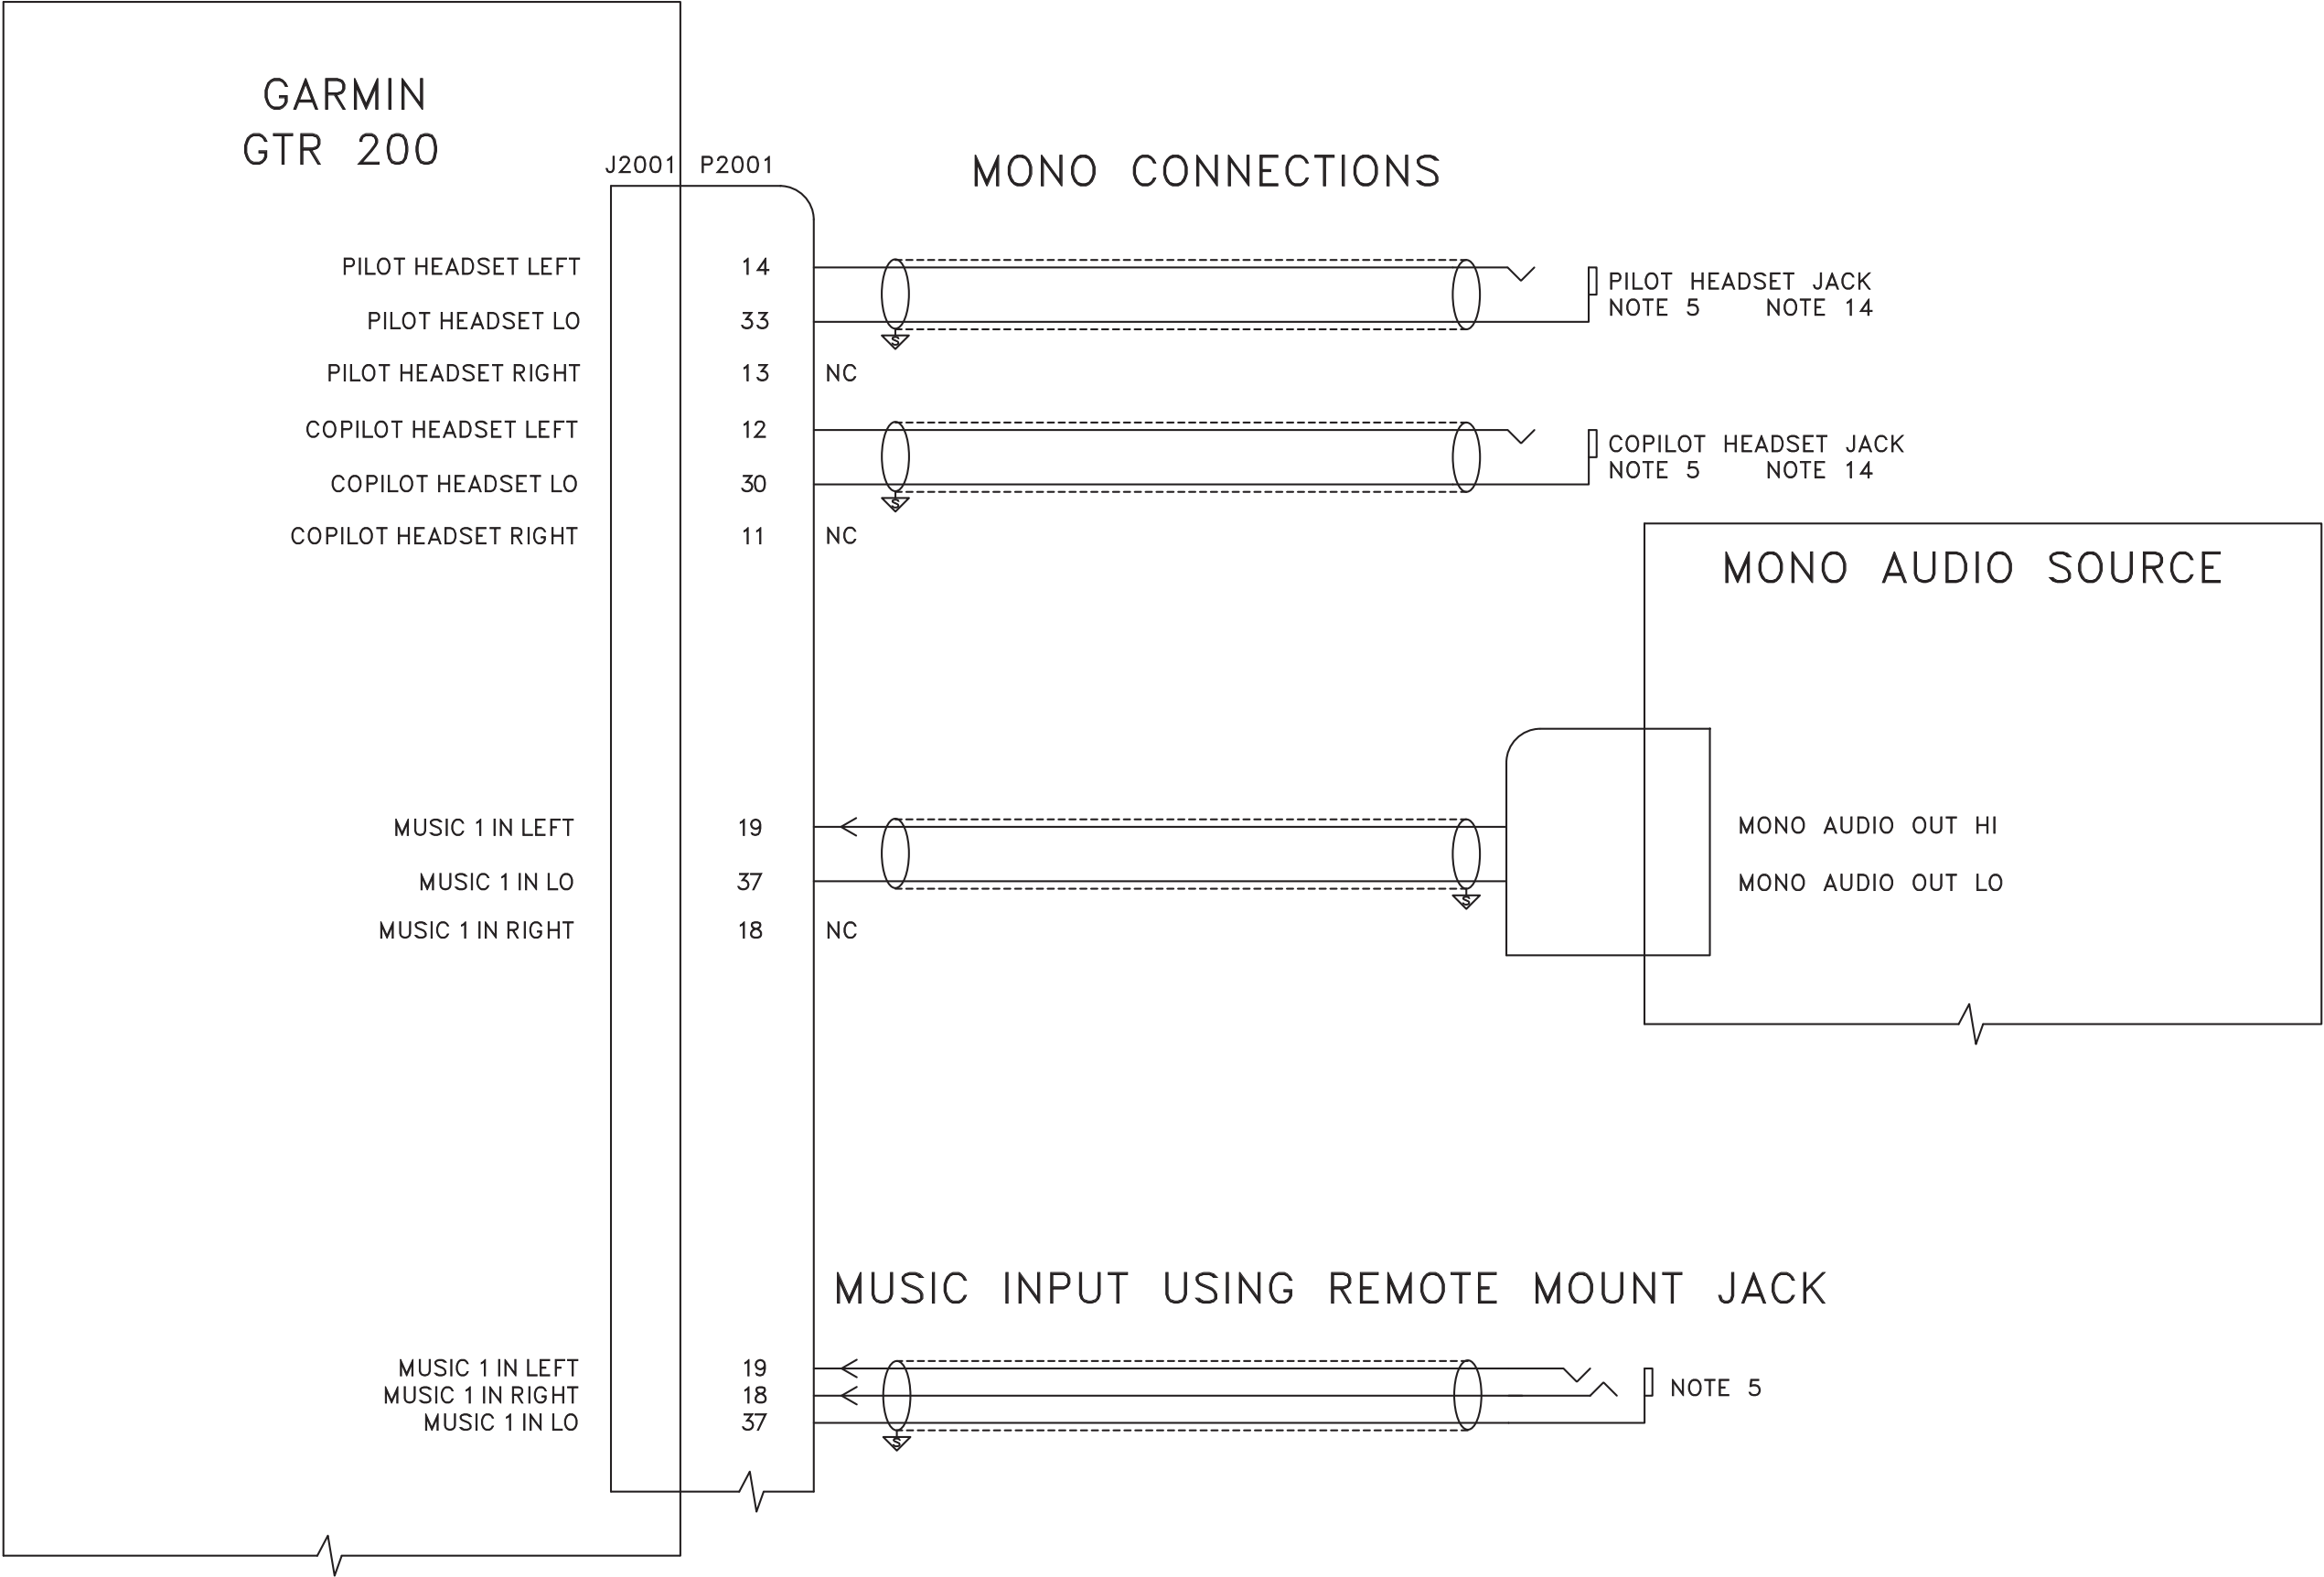 GARMIN
GTR 200
J2001 P2001
MONO CONNECTIONS
PILOT HEADSET LEFT 14
PILOT HEADSET JACK
NOTE 5 NOTE 14
PILOT HEADSET LO 33
S
PILOT HEADSET RIGHT 13 NC
COPILOT HEADSET LEFT 12
COPILOT HEADSET JACK
NOTE 5 NOTE 14
COPILOT HEADSET LO 30
S
COPILOT HEADSET RIGHT 11 NC
MONO AUDIO SOURCE
MUSIC 1 IN LEFT 19 MONO AUDIO OUT HI
MUSIC 1 IN LO 37 MONO AUDIO OUT LO
S
MUSIC 1 IN RIGHT 18 NC
MUSIC INPUT USING REMOTE MOUNT JACK
MUSIC 1 IN LEFT 19
MUSIC 1 IN RIGHT 18 NOTE 5
MUSIC 1 IN LO 37
S